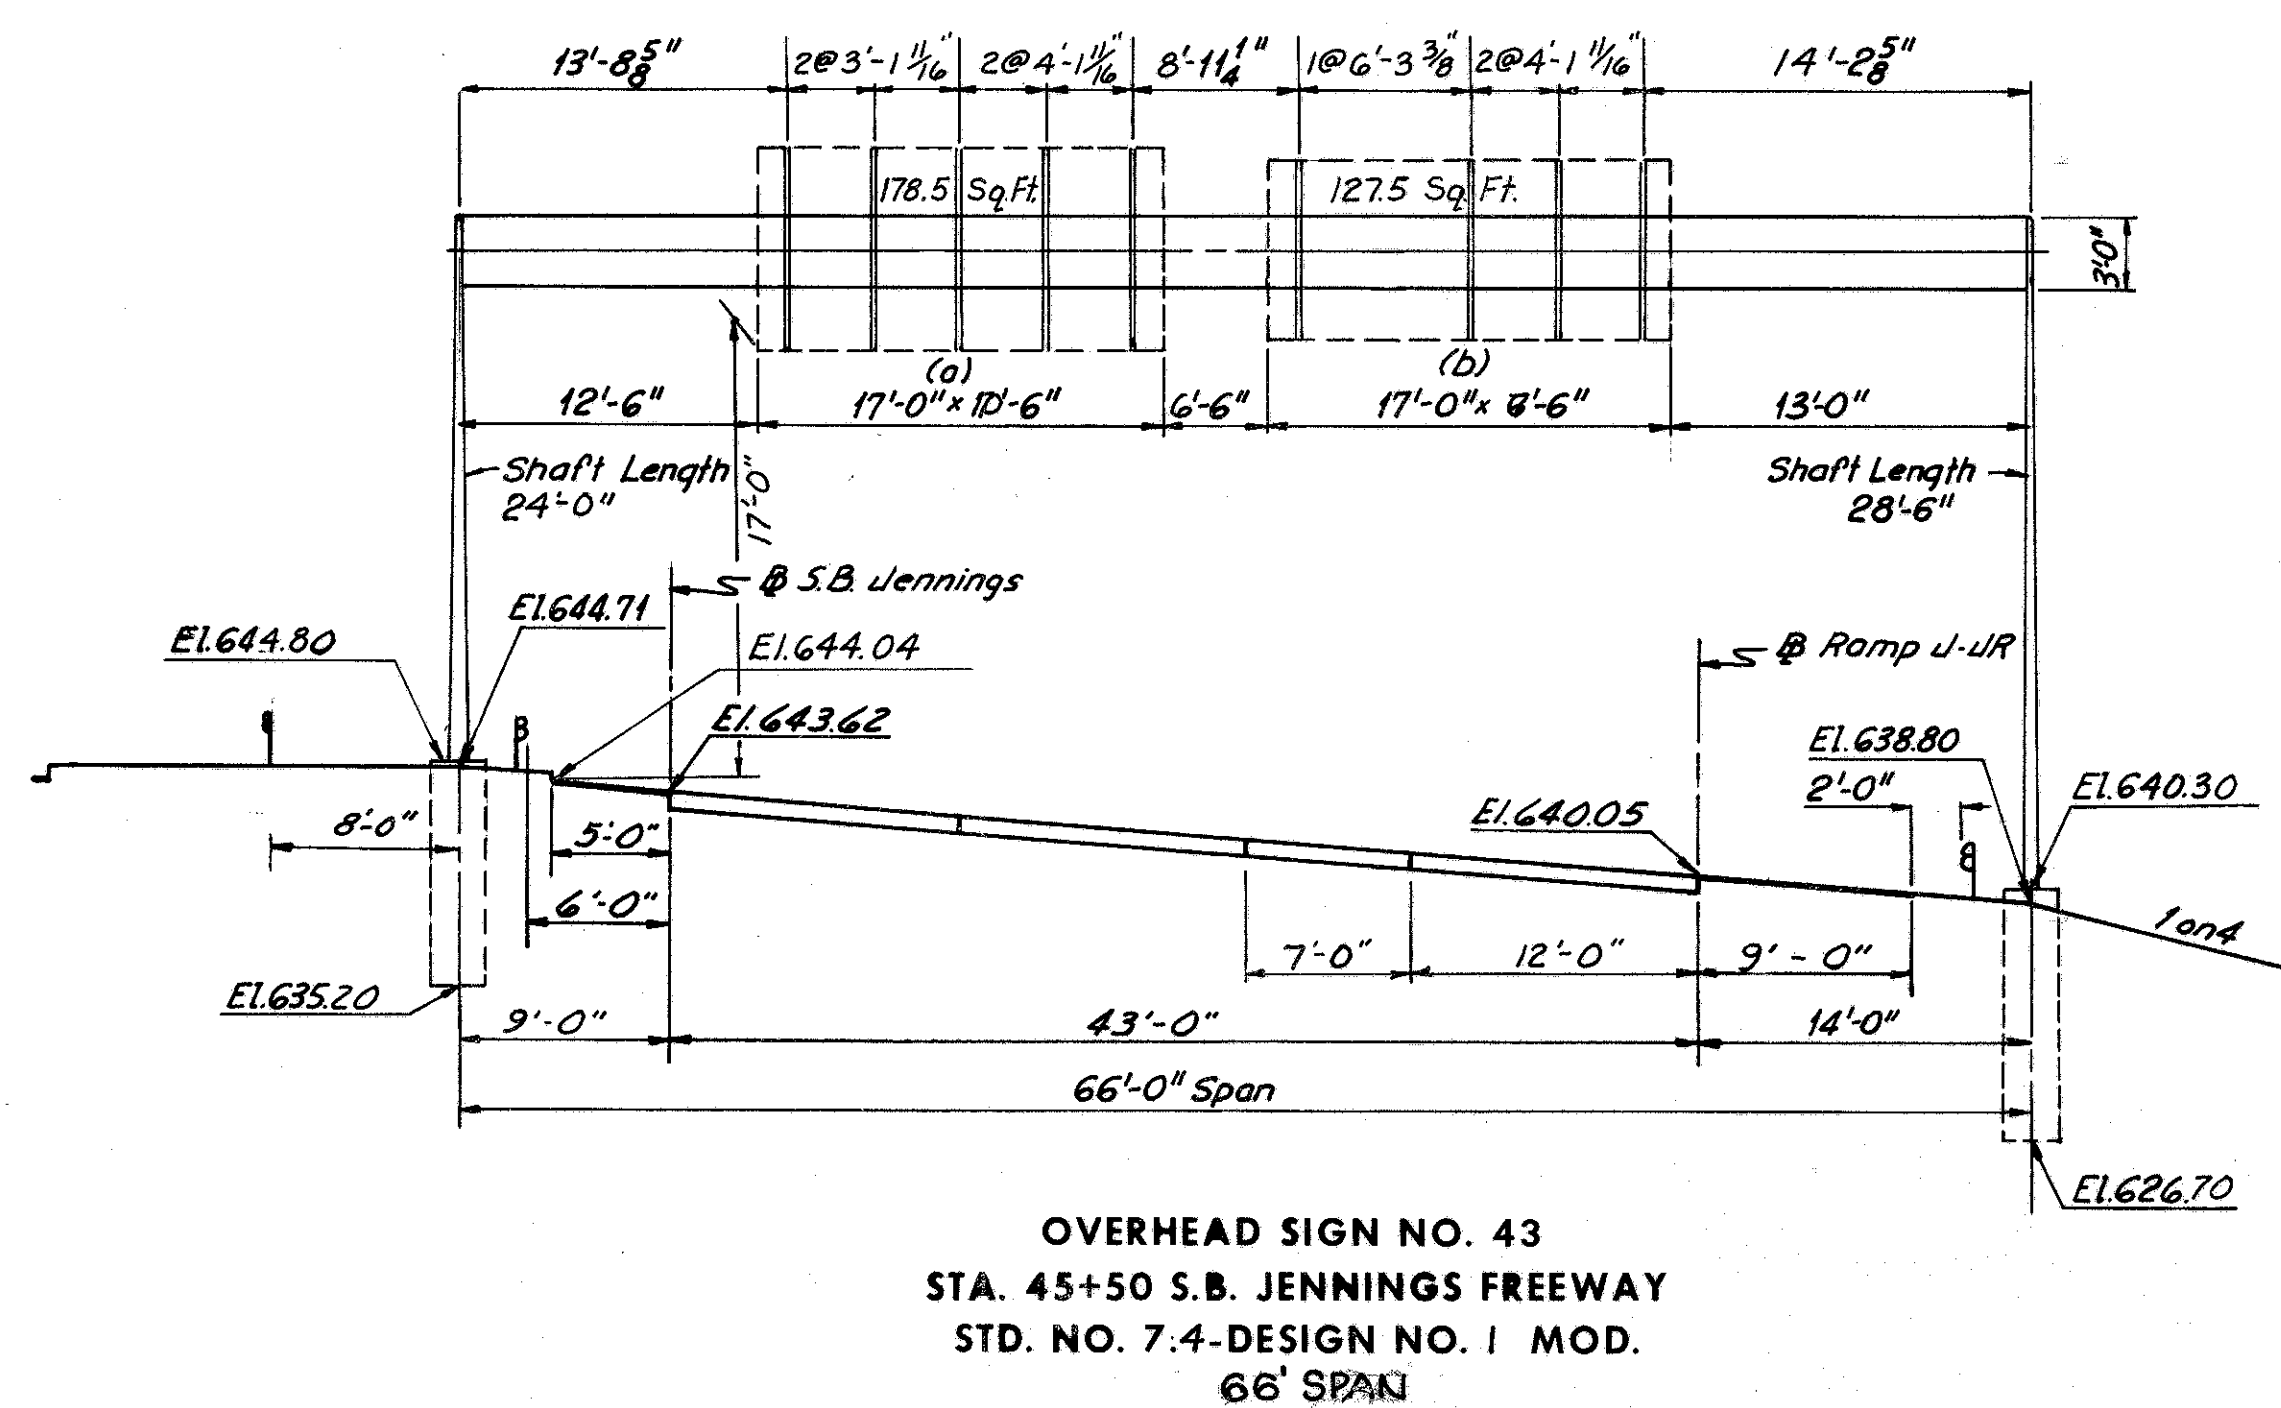 13'-8 5/8" 2@3'-1 11/16" 2@4'-1 11/16" 8'-11 1/4" 1@6'-3 3/8" 2@4'-1 11/16" 14'-2 5/8"
178.5 Sq.Ft. 127.5 Sq. Ft.
3'-0"
(a) (b)
12'-6" 17'-0" x 10'-6" 6'-6" 17'-0" x 13'-0"
Shaft Length
24'-0"
17'-0"
Shaft Length
28'-6"
S.B. Jennings
El.644.71
El.644.80
El.644.04
Ramp J-JR
El.643.62
El.638.80
2'-0"
El.640.30
8'-0"
5'-0"
El.640.05
6'-0"
1 on 4
7'-0" 12'-0" 9'-0"
El.635.20
9'-0" 43'-0" 14'-0"
66'-0" Span
El.626.70
OVERHEAD SIGN NO. 43
STA. 45+50 S.B. JENNINGS FREEWAY
STD. NO. 7.4-DESIGN NO. 1 MOD.
66' SPAN